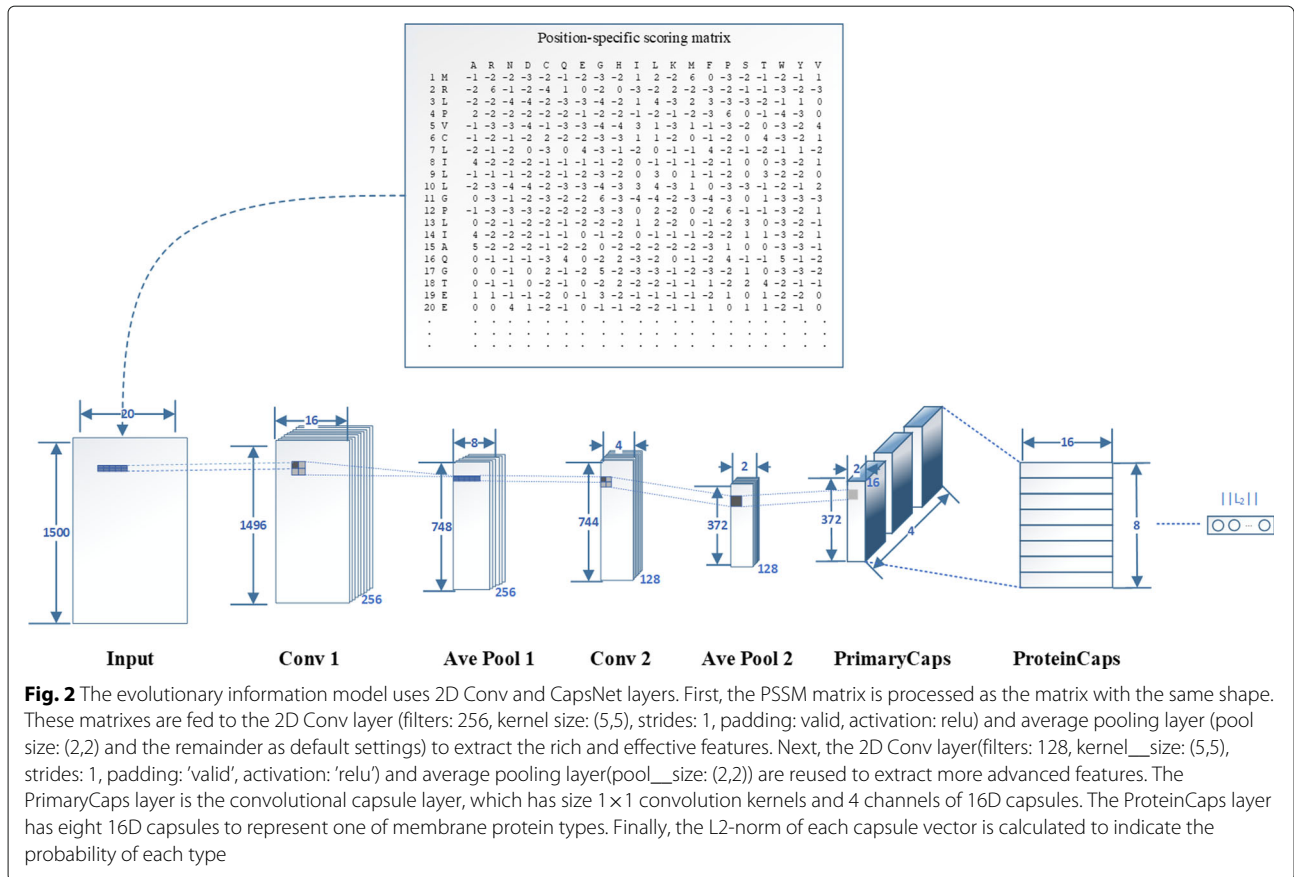 Position-specific scoring matrix
A R N D C Q E G H I L K M F P S T W Y V
1 M -1 -2 -2 -3 -2 -1 -2 -3 -2 1 2 -2 6 0 -3 -2 -1 -2 -1 1
2 R -2 6 -1 -2 -4 1 0 -2 0 -3 -2 2 -2 -3 -2 -1 -1 -3 -2 -3
3 L -2 -2 -4 -4 -2 -3 -3 -4 -2 1 4 -3 2 3 -3 -3 -2 -1 1 0
4 P 2 -2 -2 -2 -2 -2 -1 -2 -2 -1 -2 -1 -2 -3 6 0 -1 -4 -3 0
5 V -1 -3 -3 -4 -1 -3 -3 -4 -4 3 1 -3 1 -1 -3 -2 0 -3 -2 4
6 C -1 -2 -1 -2 2 -2 -2 -3 -3 1 1 -2 0 -1 -2 0 4 -3 -2 1
7 L -2 -1 -2 0 -3 0 4 -3 -1 -2 0 -1 -1 4 -2 -1 -2 -1 1 -2
8 I 4 -2 -2 -2 -1 -1 -1 -1 -2 0 -1 -1 -1 -2 -1 0 0 -3 -2 1
9 L -1 -1 -1 -2 -2 -1 -2 -2 -2 0 3 0 1 -1 -2 0 3 -2 -2 0
10 L -2 -3 -4 -4 -2 -3 -3 -4 -3 3 4 -3 1 0 -3 -3 -1 -2 -1 2
11 G 0 -3 -1 -2 -3 -2 -2 6 -3 -4 -4 -2 -3 -4 -3 0 1 -3 -3 -3
12 P -1 -3 -3 -3 -2 -2 -2 -3 -3 0 2 -2 0 -2 6 -1 -1 -3 -2 1
13 L 0 -2 -1 -2 -2 -1 -2 -2 -2 1 2 -2 0 -1 -2 3 0 -2 -2 0
14 I 4 -2 -2 -1 -1 0 -1 -2 0 -1 -1 -1 -2 -2 1 1 -3 -2 1
15 A 5 -2 -2 -2 -1 -2 -2 0 -2 -2 -2 -2 -2 -3 1 0 0 -3 -3 -1
16 Q 0 -1 -1 -1 -3 4 0 -2 2 -3 -2 0 -1 -2 4 -1 -1 5 -1 -2
17 G 0 0 -1 0 2 -1 -2 5 -2 -3 -3 -1 -2 -3 -2 1 0 -3 -3 -2
18 T 0 -1 -1 0 -2 -1 0 -2 2 -2 -2 -1 -1 1 -2 2 4 -2 -1 -1
19 E 1 1 -1 -1 -2 0 -1 3 -2 -1 -1 -1 -1 -2 1 0 1 -2 -2 0
20 E 0 0 4 1 -2 -1 0 -1 -1 -2 -2 -1 -1 1 0 1 1 -2 -1 0
. . . . . . . . . . . . . . . . . . . . .
. . . . . . . . . . . . . . . . . . . . .
. . . . . . . . . . . . . . . . . . . . .
20 16 8 4 2 2 16 16
1500 1496 748 744 372 372 4 8 ||L₂||
256 256 128 128
Input Conv 1 Ave Pool 1 Conv 2 Ave Pool 2 PrimaryCaps ProteinCaps
Fig. 2 The evolutionary information model uses 2D Conv and CapsNet layers. First, the PSSM matrix is processed as the matrix with the same shape.
These matrixes are fed to the 2D Conv layer (filters: 256, kernel size: (5,5), strides: 1, padding: valid, activation: relu) and average pooling layer (pool
size: (2,2) and the remainder as default settings) to extract the rich and effective features. Next, the 2D Conv layer(filters: 128, kernel__size: (5,5),
strides: 1, padding: 'valid', activation: 'relu') and average pooling layer(pool__size: (2,2)) are reused to extract more advanced features. The
PrimaryCaps layer is the convolutional capsule layer, which has size 1×1 convolution kernels and 4 channels of 16D capsules. The ProteinCaps layer
has eight 16D capsules to represent one of membrane protein types. Finally, the L2-norm of each capsule vector is calculated to indicate the
probability of each type